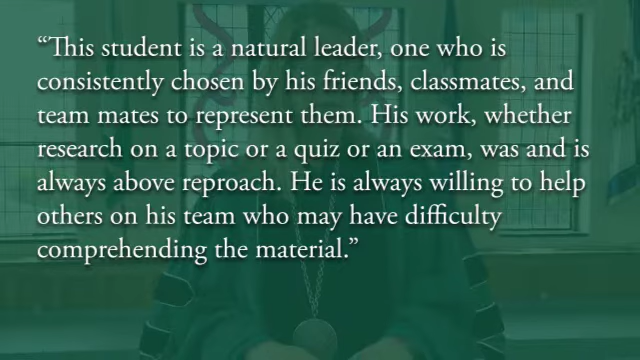 “This student is a natural leader, one who is
consistently chosen by his friends, classmates, and
team mates to represent them. His work, whether
research on a topic or a quiz or an exam, was and is
always above reproach. He is always willing to help
others on his team who may have difficulty
comprehending the material.”